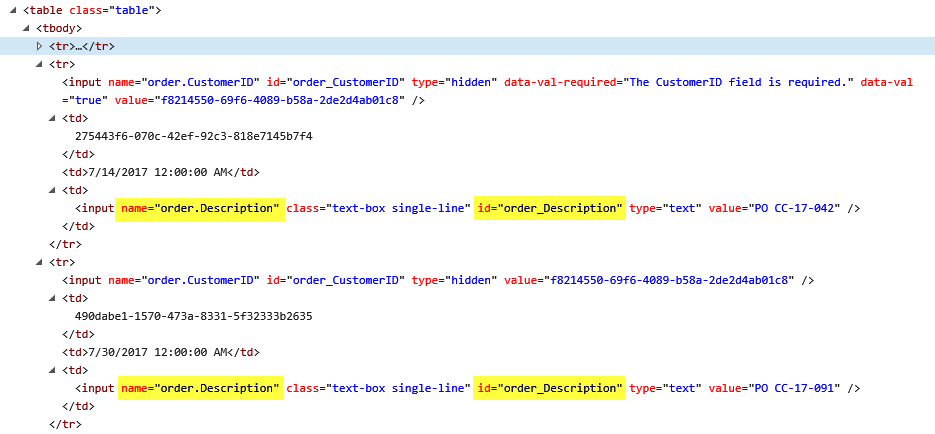 <table class="table">
<tbody>
<tr>…</tr>
<tr>
<input name="order.CustomerID" id="order_CustomerID" type="hidden" data-val-required="The CustomerID field is required." data-val
="true" value="f8214550-69f6-4089-b58a-2de2d4ab01c8" />
<td>
275443f6-070c-42ef-92c3-818e7145b7f4
</td>
<td>7/14/2017 12:00:00 AM</td>
<td>
<input name="order.Description" class="text-box single-line" id="order_Description" type="text" value="PO CC-17-042" />
</td>
</tr>
<tr>
<input name="order.CustomerID" id="order_CustomerID" type="hidden" value="f8214550-69f6-4089-b58a-2de2d4ab01c8" />
<td>
490dabe1-1570-473a-8331-5f32333b2635
</td>
<td>7/30/2017 12:00:00 AM</td>
<td>
<input name="order.Description" class="text-box single-line" id="order_Description" type="text" value="PO CC-17-091" />
</td>
</tr>